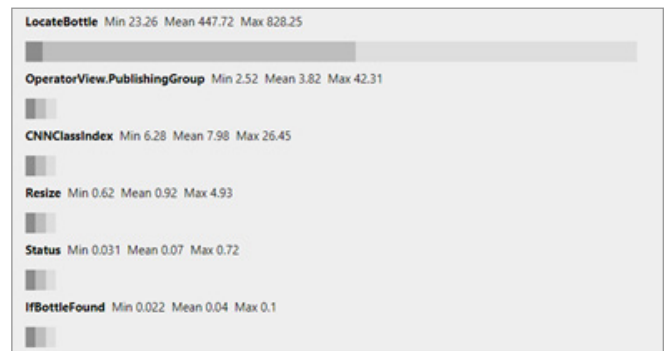 LocateBottle Min 23.26 Mean 447.72 Max 828.25
OperatorView.PublishingGroup Min 2.52 Mean 3.82 Max 42.31
CNNClassIndex Min 6.28 Mean 7.98 Max 26.45
Resize Min 0.62 Mean 0.92 Max 4.93
Status Min 0.031 Mean 0.07 Max 0.72
IfBottleFound Min 0.022 Mean 0.04 Max 0.1